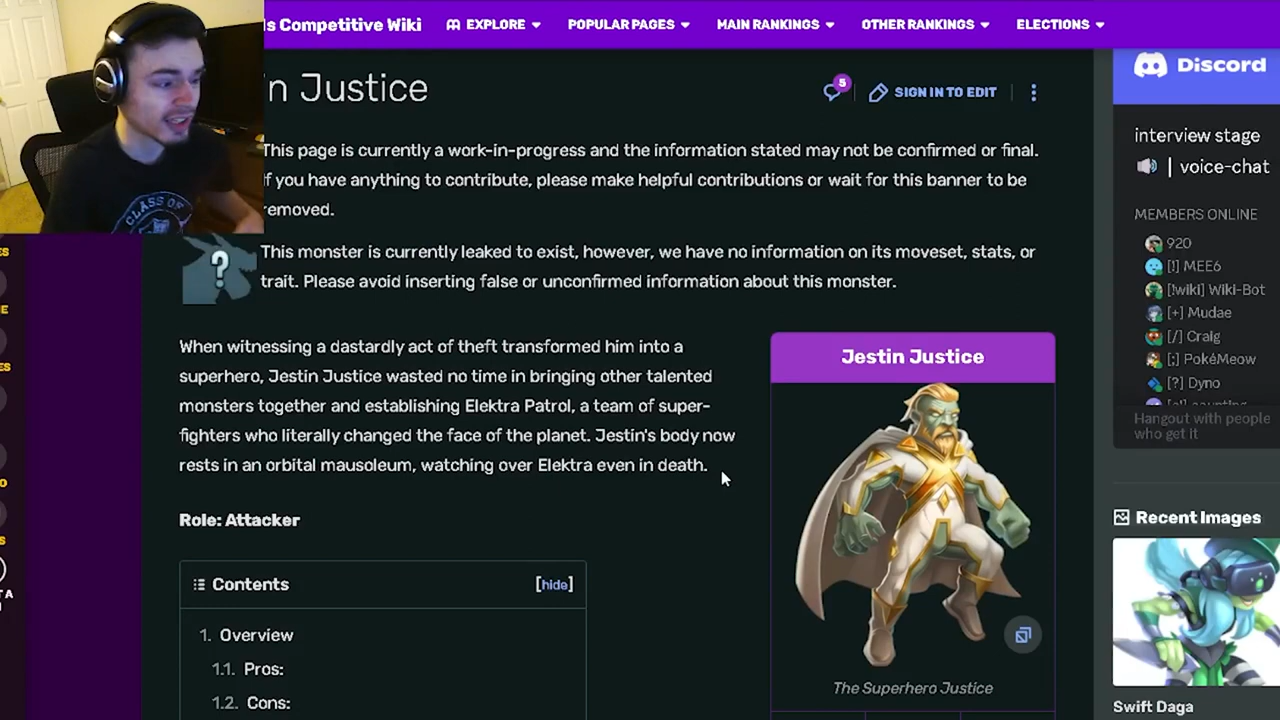 ls Competitive Wiki
EXPLORE
POPULAR PAGES
MAIN RANKINGS
OTHER RANKINGS
ELECTIONS
n Justice
5
SIGN IN TO EDIT
This page is currently a work-in-progress and the information stated may not be confirmed or final.
If you have anything to contribute, please make helpful contributions or wait for this banner to be
removed.
?
This monster is currently leaked to exist, however, we have no information on its moveset, stats, or
trait. Please avoid inserting false or unconfirmed information about this monster.
When witnessing a dastardly act of theft transformed him into a
superhero, Jestin Justice wasted no time in bringing other talented
monsters together and establishing Elektra Patrol, a team of super-
fighters who literally changed the face of the planet. Jestin's body now
rests in an orbital mausoleum, watching over Elektra even in death.
Role: Attacker
Contents
[hide]
1. Overview
1.1. Pros:
1.2. Cons:
Jestin Justice
The Superhero Justice
Discord
interview stage
| voice-chat
MEMBERS ONLINE
920
[!] MEE6
[!wiki] Wiki-Bot
[+] Mudae
[/] Craig
[;] PokéMeow
[?] Dyno
Hangout with people
who get it
Recent Images
Swift Daga
CLASS OF